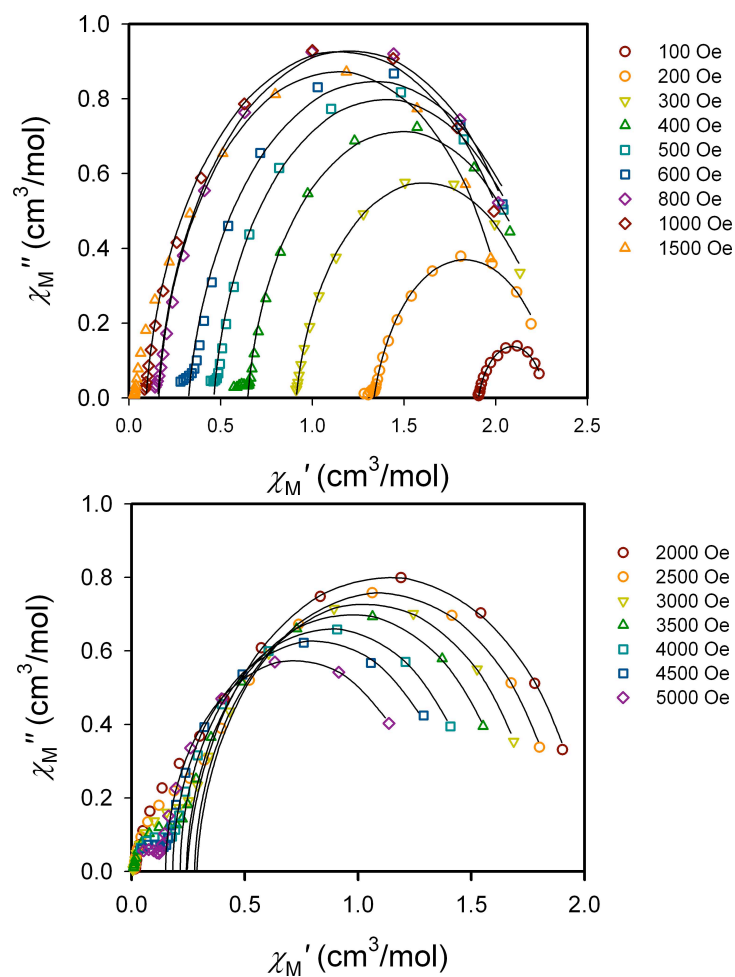 1.0
0.8
0.6
0.4
0.2
0.0
χM'' (cm3/mol)
0.0 0.5 1.0 1.5 2.0 2.5
χM' (cm3/mol)
100 Oe
200 Oe
300 Oe
400 Oe
500 Oe
600 Oe
800 Oe
1000 Oe
1500 Oe
1.0
0.8
0.6
0.4
0.2
0.0
χM'' (cm3/mol)
0.0 0.5 1.0 1.5 2.0
χM' (cm3/mol)
2000 Oe
2500 Oe
3000 Oe
3500 Oe
4000 Oe
4500 Oe
5000 Oe